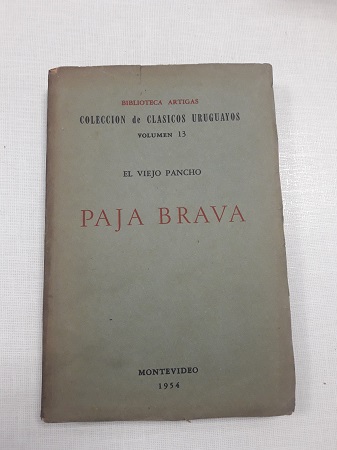 BIBLIOTECA ARTIGAS
COLECCION de CLASICOS URUGUAYOS
VOLUMEN 13
EL VIEJO PANCHO
PAJA BRAVA
MONTEVIDEO
1954